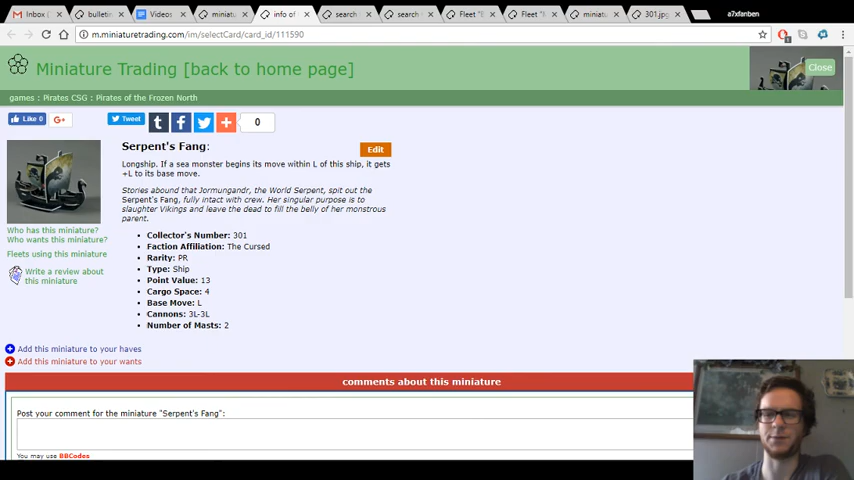 Inbox (
bulletin
Videos
miniatu
info of
search
search
Fleet "B
Fleet "M
miniatu
301.jpg
a7xfanben
m.miniaturetrading.com/im/selectCard/card_id/111590
Miniature Trading [back to home page]
Close
games : Pirates CSG : Pirates of the Frozen North
Like 0
G+
Tweet
0
Serpent's Fang:
Edit
Longship. If a sea monster begins its move within L of this ship, it gets
+L to its base move.
Stories abound that Jormungandr, the World Serpent, spit out the
Serpent's Fang, fully intact with crew. Her singular purpose is to
slaughter Vikings and leave the dead to fill the belly of her monstrous
parent.
Who has this miniature?
Who wants this miniature?
Fleets using this miniature
Write a review about
this miniature
Collector's Number: 301
Faction Affiliation: The Cursed
Rarity: PR
Type: Ship
Point Value: 13
Cargo Space: 4
Base Move: L
Cannons: 3L-3L
Number of Masts: 2
Add this miniature to your haves
Add this miniature to your wants
comments about this miniature
Post your comment for the miniature "Serpent's Fang":
You may use BBCodes